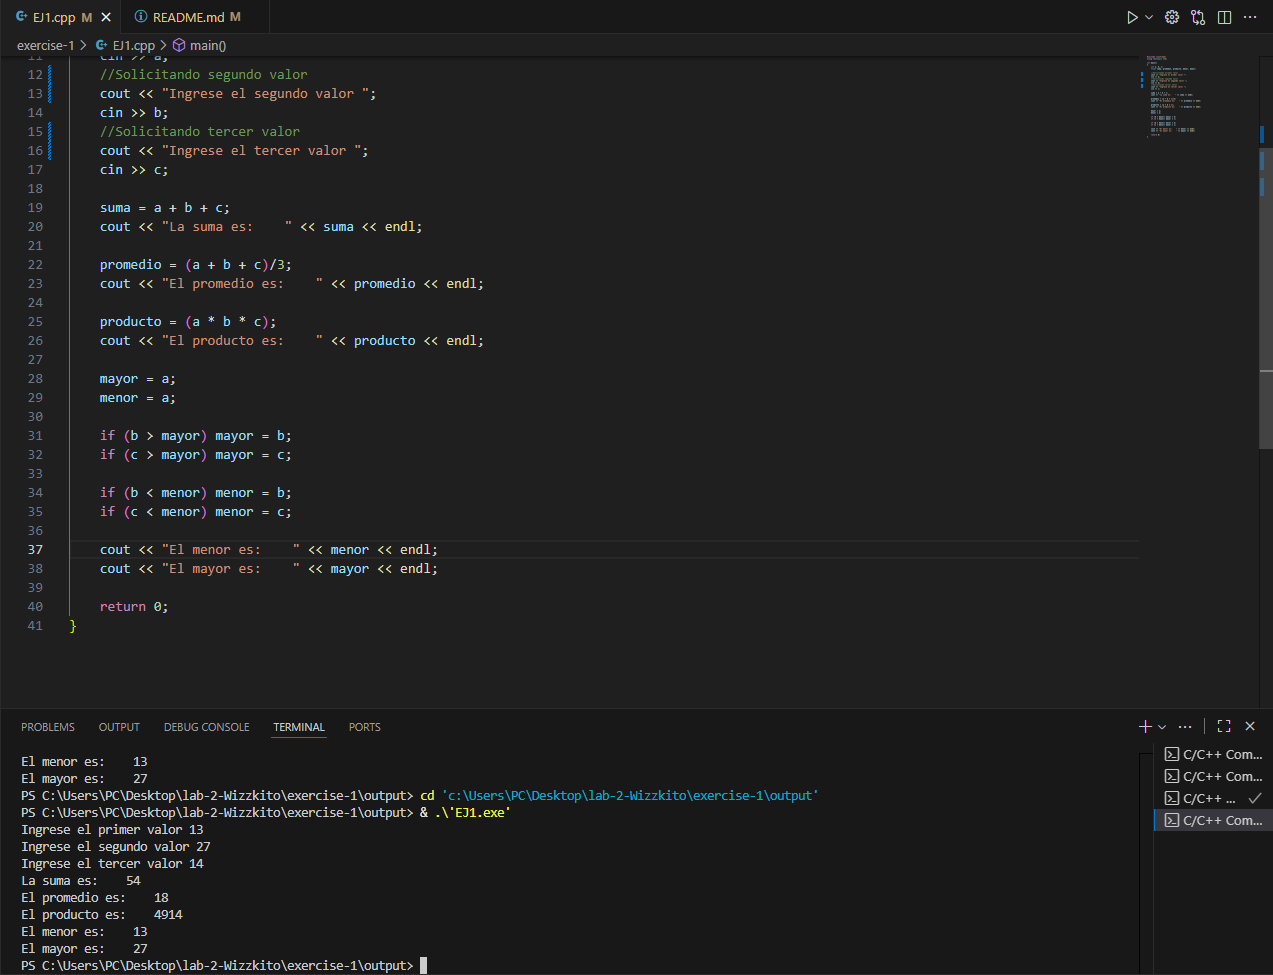 EJ1.cpp M
README.md M
exercise-1 > EJ1.cpp > main()
11 cin >> a;
12 //Solicitando segundo valor
13 cout << "Ingrese el segundo valor ";
14 cin >> b;
15 //Solicitando tercer valor
16 cout << "Ingrese el tercer valor ";
17 cin >> c;
18
19 suma = a + b + c;
20 cout << "La suma es:    " << suma << endl;
21
22 promedio = (a + b + c)/3;
23 cout << "El promedio es:    " << promedio << endl;
24
25 producto = (a * b * c);
26 cout << "El producto es:    " << producto << endl;
27
28 mayor = a;
29 menor = a;
30
31 if (b > mayor) mayor = b;
32 if (c > mayor) mayor = c;
33
34 if (b < menor) menor = b;
35 if (c < menor) menor = c;
36
37 cout << "El menor es:    " << menor << endl;
38 cout << "El mayor es:    " << mayor << endl;
39
40 return 0;
41 }
PROBLEMS OUTPUT DEBUG CONSOLE TERMINAL PORTS
El menor es:    13
El mayor es:    27
PS C:\Users\PC\Desktop\lab-2-Wizzkito\exercise-1\output> cd 'c:\Users\PC\Desktop\lab-2-Wizzkito\exercise-1\output'
PS C:\Users\PC\Desktop\lab-2-Wizzkito\exercise-1\output> & .\'EJ1.exe'
Ingrese el primer valor 13
Ingrese el segundo valor 27
Ingrese el tercer valor 14
La suma es:    54
El promedio es:    18
El producto es:    4914
El menor es:    13
El mayor es:    27
PS C:\Users\PC\Desktop\lab-2-Wizzkito\exercise-1\output>
C/C++ Com...
C/C++ Com...
C/C++ ...
C/C++ Com...